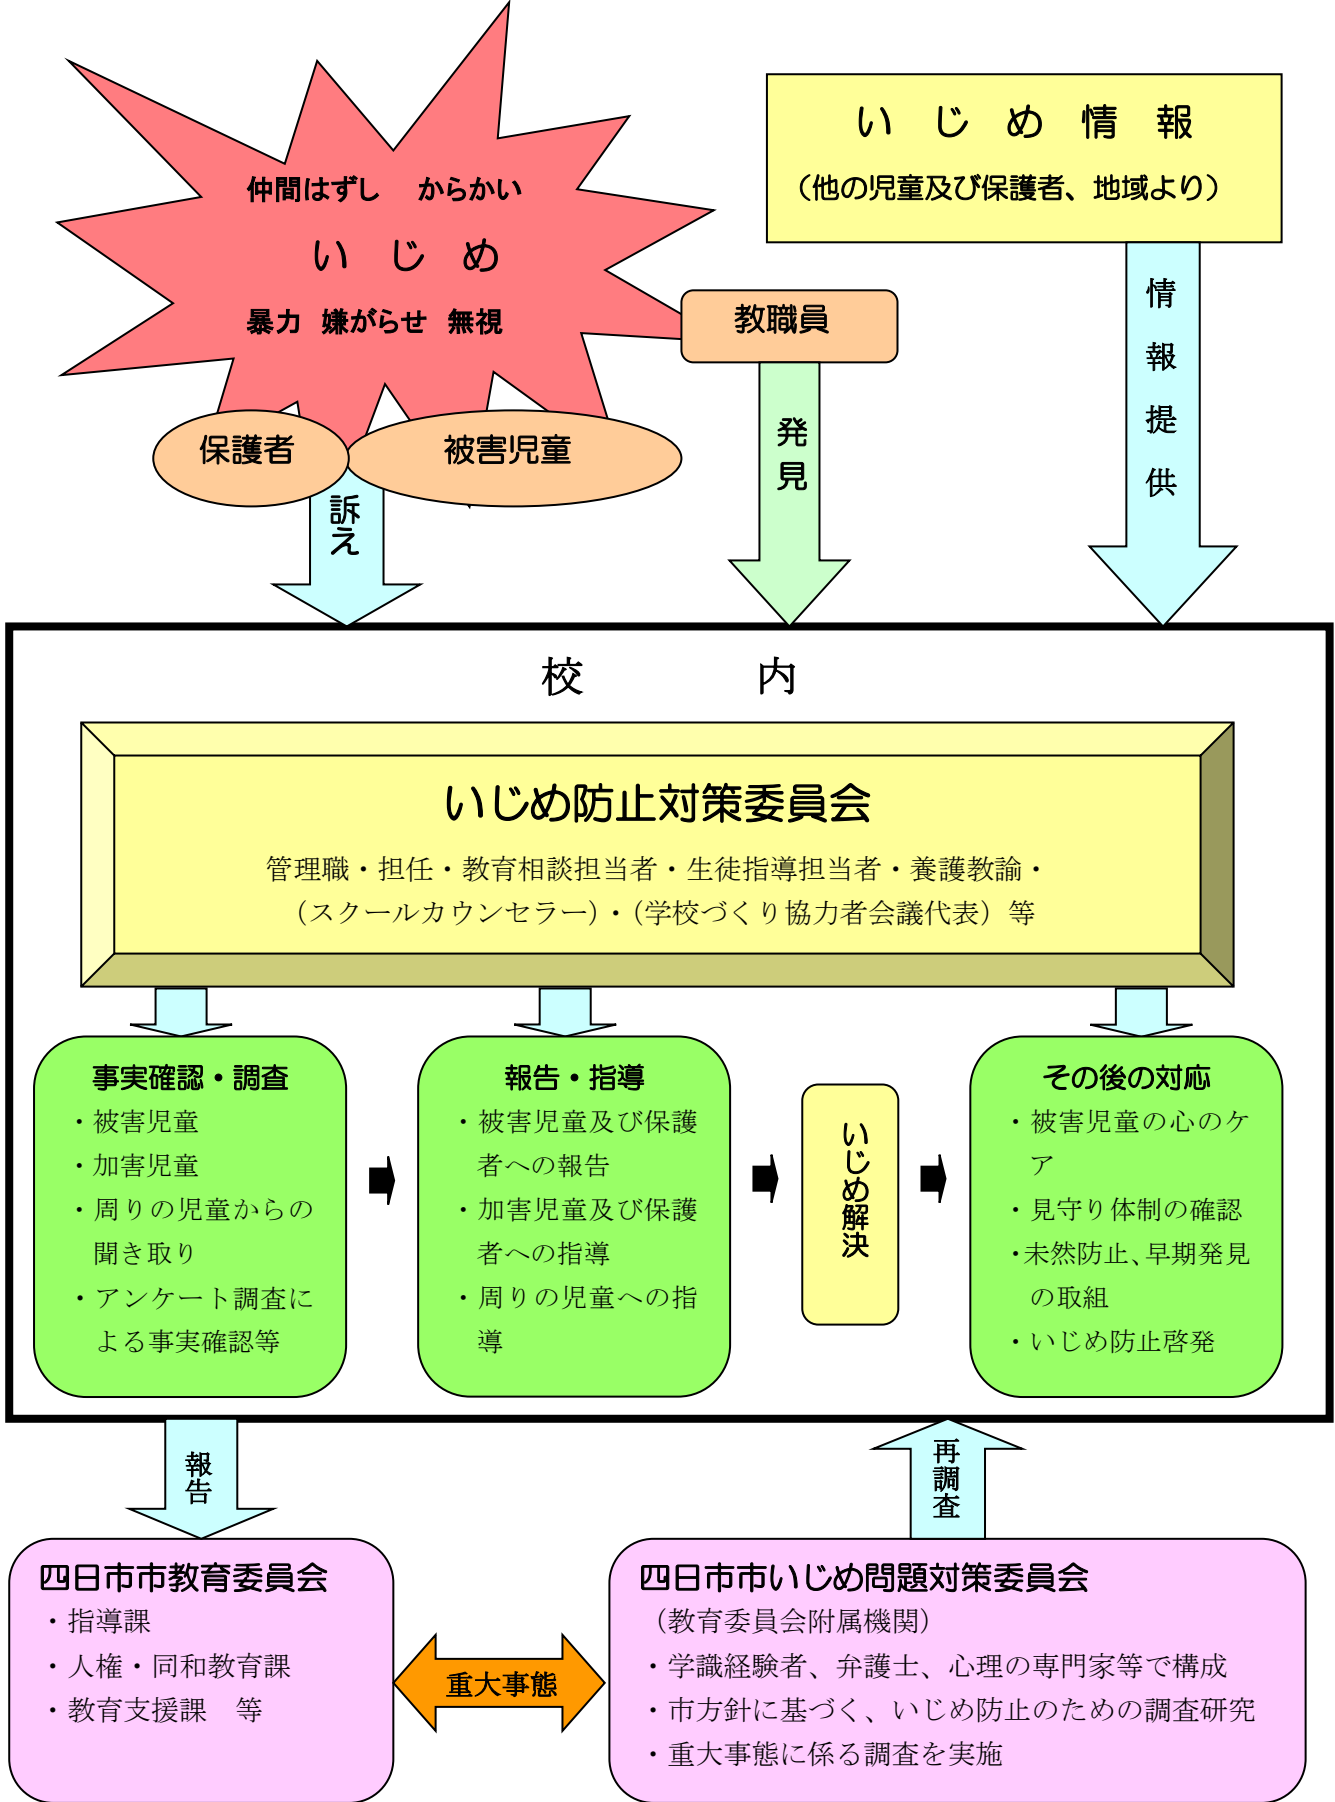 仲間はずし　からかい
い　じ　め
暴力　嫌がらせ　無視
い　じ　め　情　報
（他の児童及び保護者、地域より）
教職員
保護者
被害児童
訴え
発見
情報提供
校　　内
いじめ防止対策委員会
管理職・担任・教育相談担当者・生徒指導担当者・養護教諭・
（スクールカウンセラー）・（学校づくり協力者会議代表）等
事実確認・調査
・被害児童
・加害児童
・周りの児童からの
聞き取り
・アンケート調査に
よる事実確認等
報告・指導
・被害児童及び保護
者への報告
・加害児童及び保護
者への指導
・周りの児童への指
導
いじめ解決
その後の対応
・被害児童の心のケ
ア
・見守り体制の確認
・未然防止、早期発見
の取組
・いじめ防止啓発
報告
再調査
四日市市教育委員会
・指導課
・人権・同和教育課
・教育支援課　等
重大事態
四日市市いじめ問題対策委員会
（教育委員会附属機関）
・学識経験者、弁護士、心理の専門家等で構成
・市方針に基づく、いじめ防止のための調査研究
・重大事態に係る調査を実施